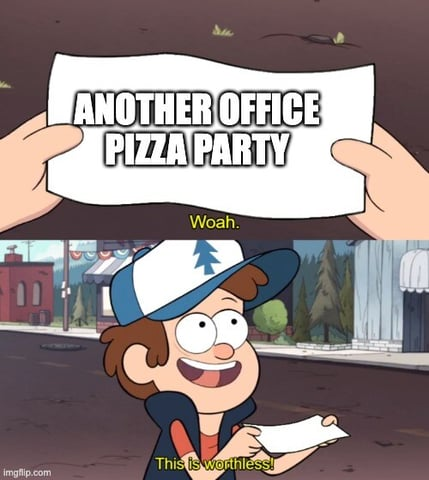 ANOTHER OFFICE
PIZZA PARTY
Woah.
This is worthless!
imgflip.com